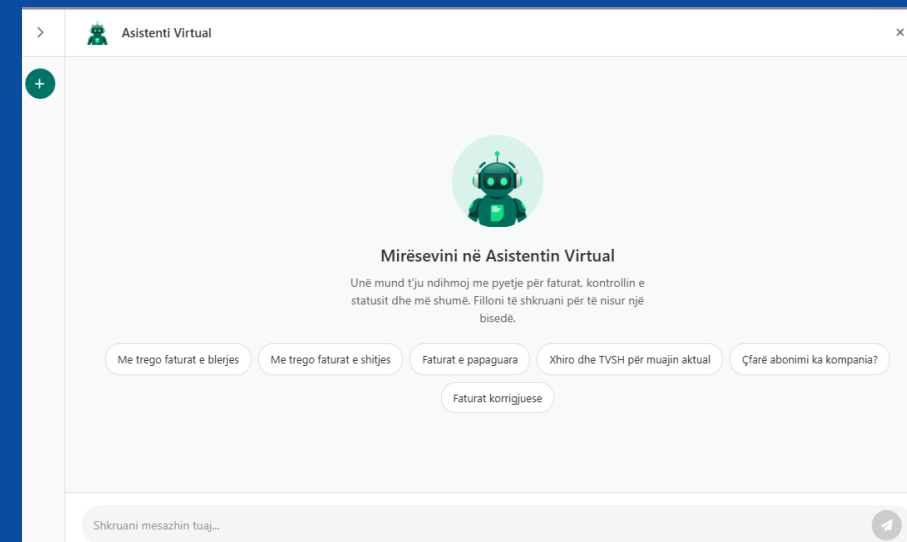 Asistenti Virtual
Mirësevini në Asistentin Virtual
Unë mund t'ju ndihmoj me pyetje për faturat, kontrollin e
statusit dhe më shumë. Filloni të shkruani për të nisur një
bisedë.
Me trego faturat e blerjes
Me trego faturat e shitjes
Faturat e papaguara
Xhiro dhe TVSH për muajin aktual
Çfarë abonimi ka kompania?
Faturat korrigjuese
Shkruani mesazhin tuaj...